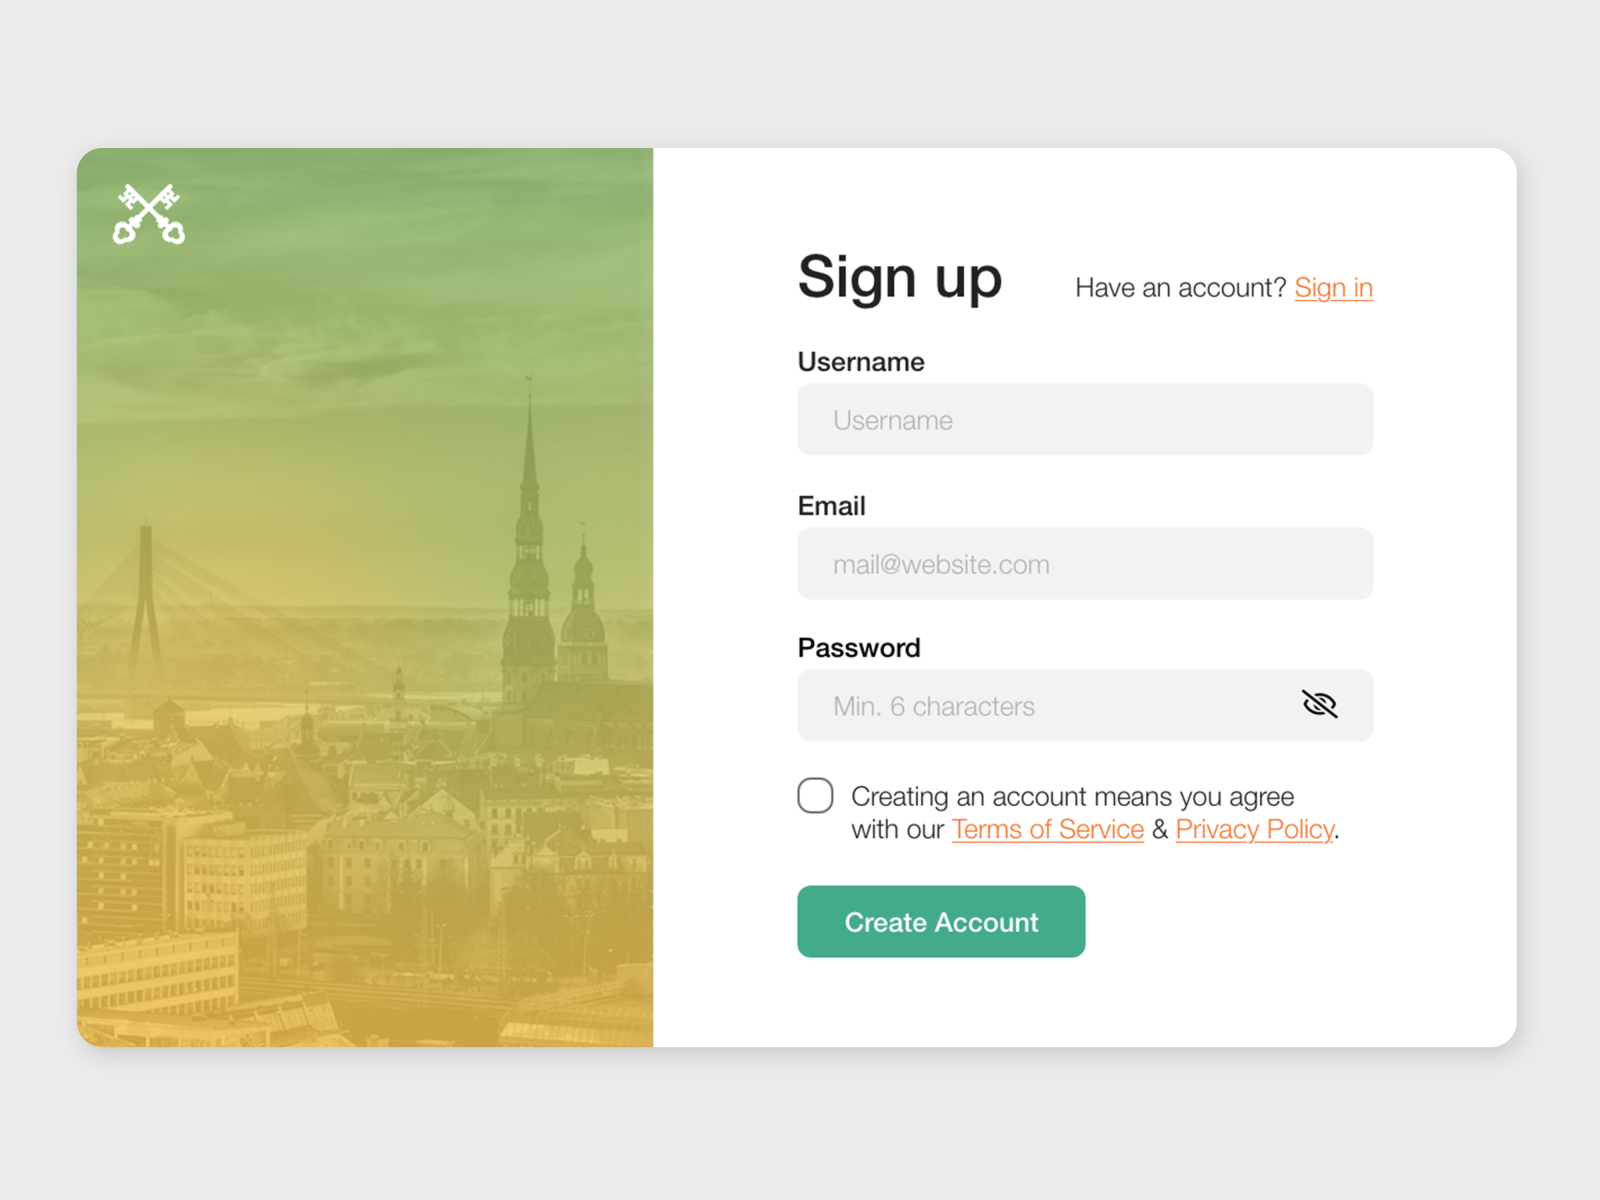 Sign up
Have an account? Sign in
Username
Username
Email
mail@website.com
Password
Min. 6 characters
Creating an account means you agree
with our Terms of Service & Privacy Policy.
Create Account